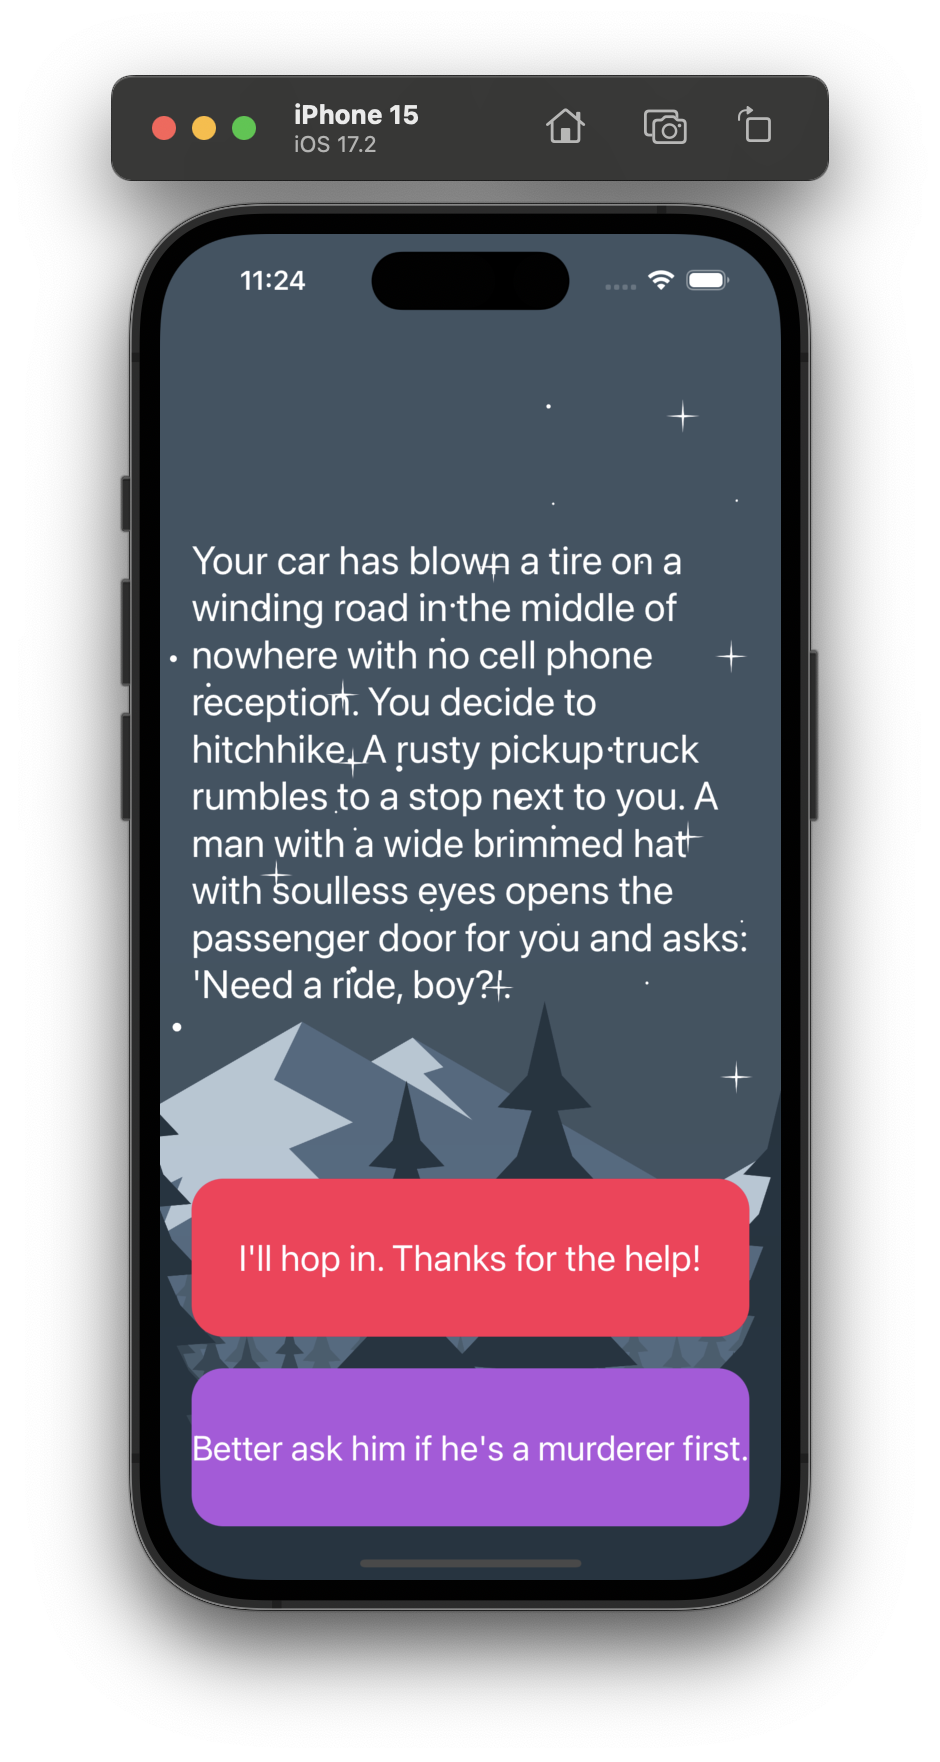 iPhone 15
iOS 17.2
11:24
Your car has blown a tire on a
winding road in the middle of
nowhere with no cell phone
reception. You decide to
hitchhike. A rusty pickup truck
rumbles to a stop next to you. A
man with a wide brimmed hat
with soulless eyes opens the
passenger door for you and asks:
'Need a ride, boy?'.
I'll hop in. Thanks for the help!
Better ask him if he's a murderer first.